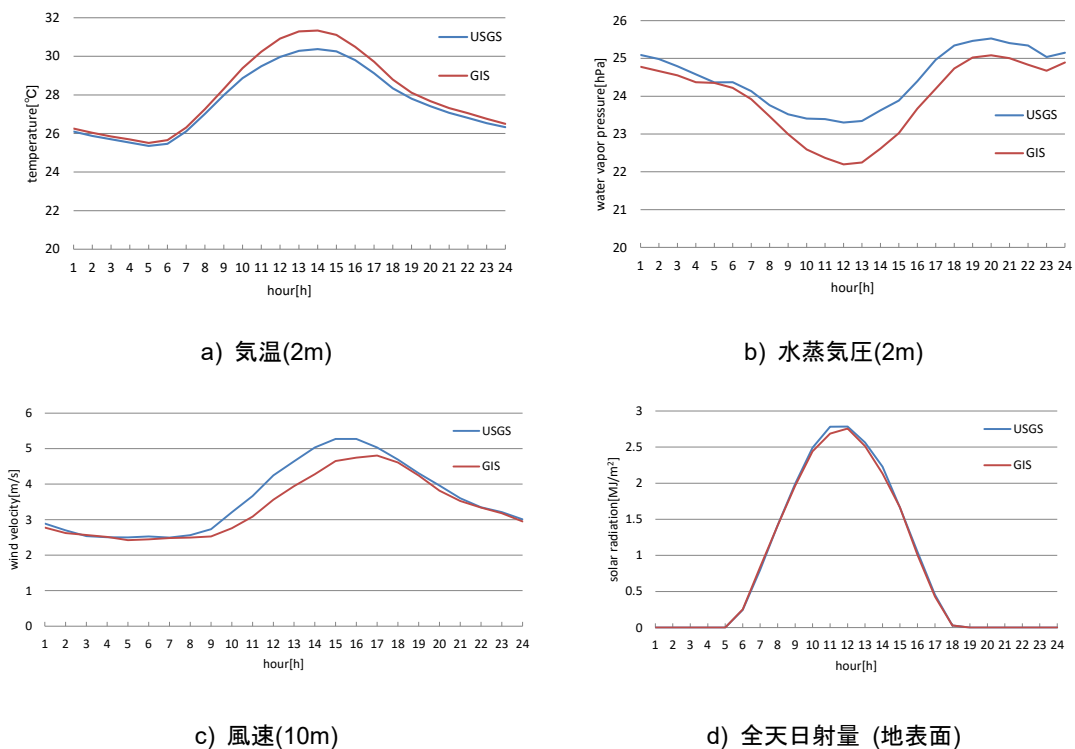 32
30
28
26
24
22
20
temperature[℃]
USGS
GIS
1 2 3 4 5 6 7 8 9 10 11 12 13 14 15 16 17 18 19 20 21 22 23 24
hour[h]
a) 気温(2m)
26
25
24
23
22
21
20
water vapor pressure[hPa]
USGS
GIS
1 2 3 4 5 6 7 8 9 10 11 12 13 14 15 16 17 18 19 20 21 22 23 24
hour[h]
b) 水蒸気圧(2m)
6
5
4
3
2
1
0
wind velocity[m/s]
USGS
GIS
1 2 3 4 5 6 7 8 9 10 11 12 13 14 15 16 17 18 19 20 21 22 23 24
hour[h]
c) 風速(10m)
3
2.5
2
1.5
1
0.5
0
solar radiation[MJ/m²]
USGS
GIS
1 2 3 4 5 6 7 8 9 10 11 12 13 14 15 16 17 18 19 20 21 22 23 24
hour[h]
d) 全天日射量 (地表面)